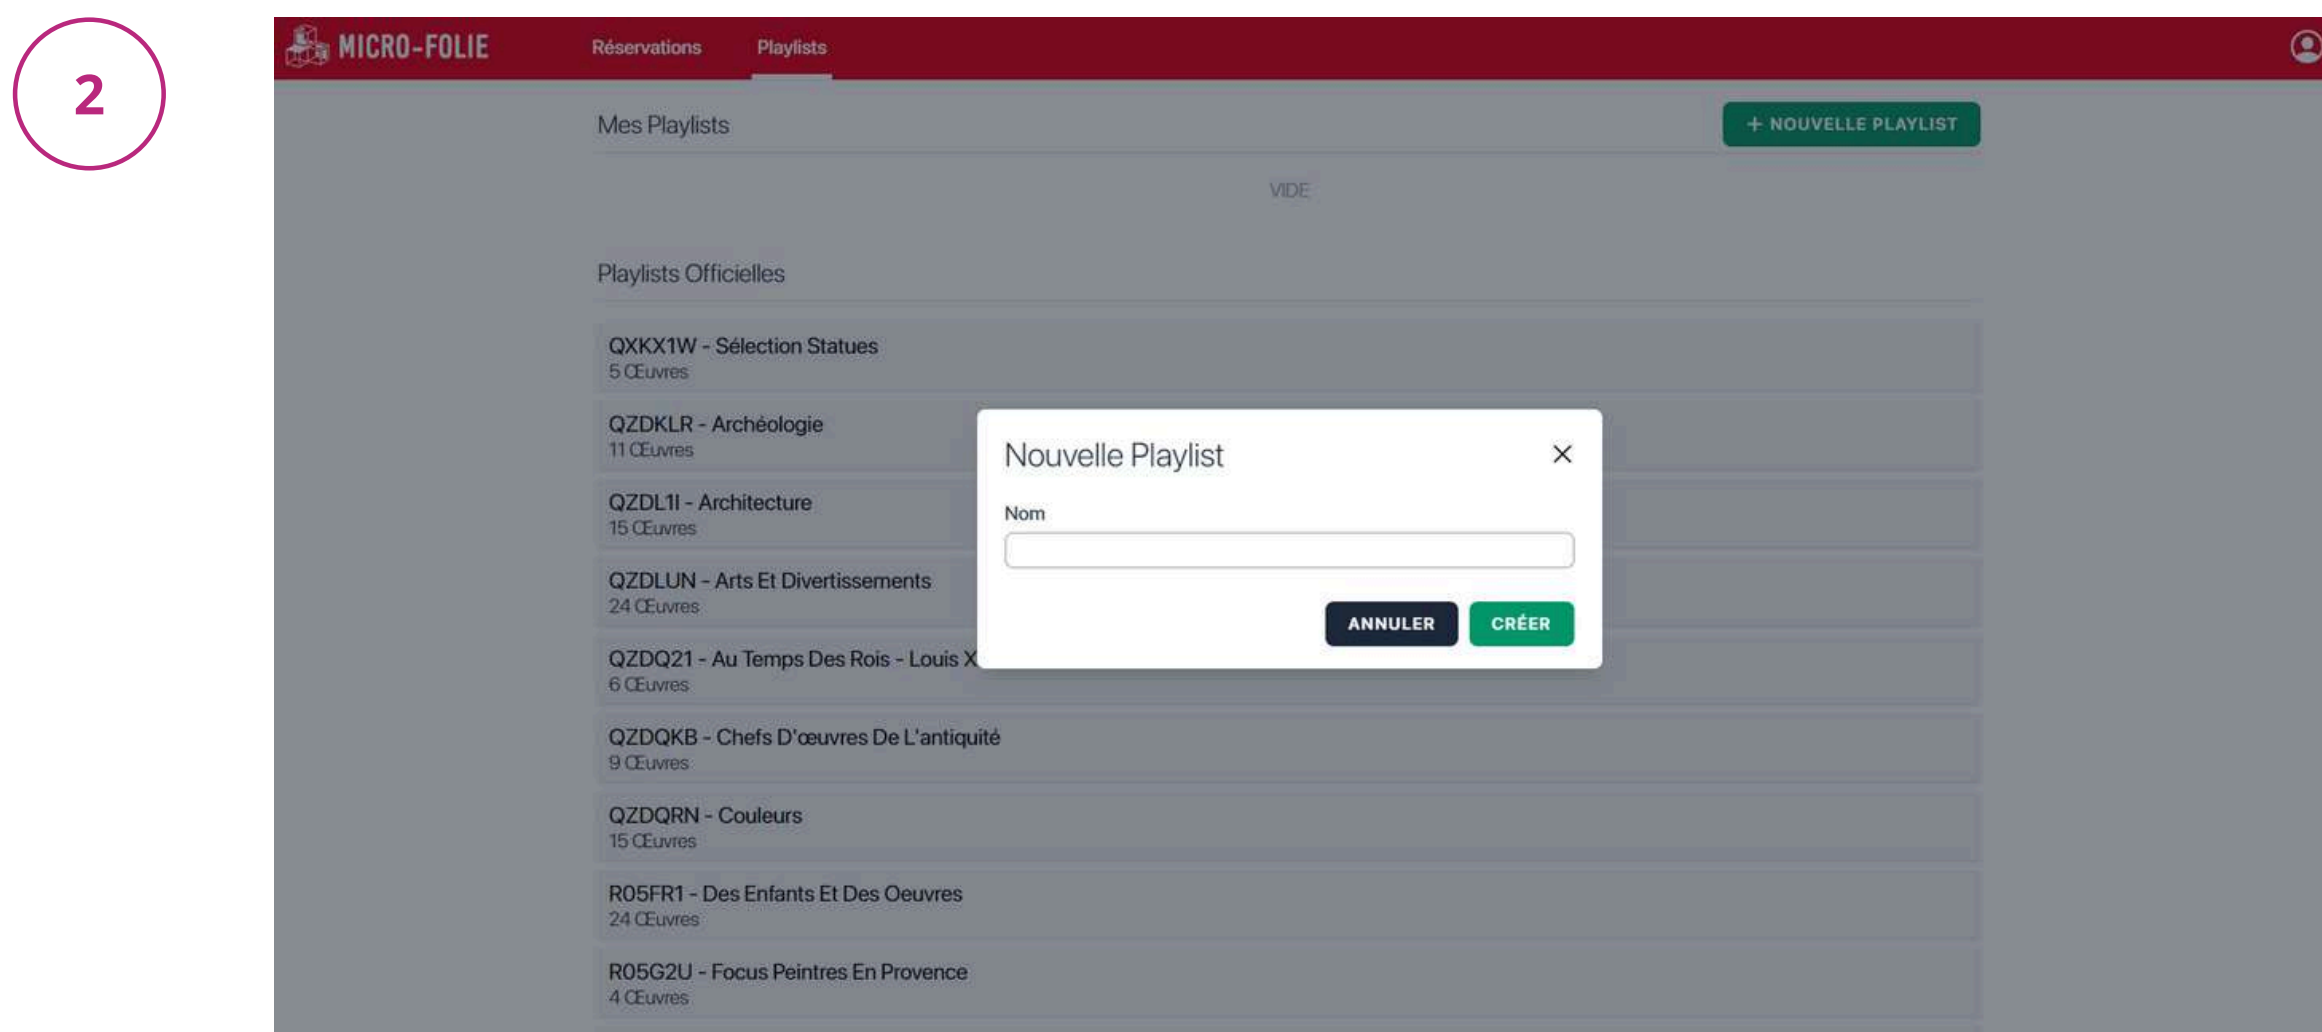 2
MICRO-FOLIE
Réservations
Playlists
Mes Playlists
+ NOUVELLE PLAYLIST
VIDE
Playlists Officielles
QXKX1W - Sélection Statues
5 Œuvres
QZDKLR - Archéologie
11 Œuvres
QZDL1I - Architecture
15 Œuvres
QZDLUN - Arts Et Divertissements
24 Œuvres
QZDQ21 - Au Temps Des Rois - Louis X
6 Œuvres
QZDQKB - Chefs D'œuvres De L'antiquité
9 Œuvres
QZDQRN - Couleurs
15 Œuvres
R05FR1 - Des Enfants Et Des Oeuvres
24 Œuvres
R05G2U - Focus Peintres En Provence
4 Œuvres
Nouvelle Playlist
Nom
ANNULER
CRÉER